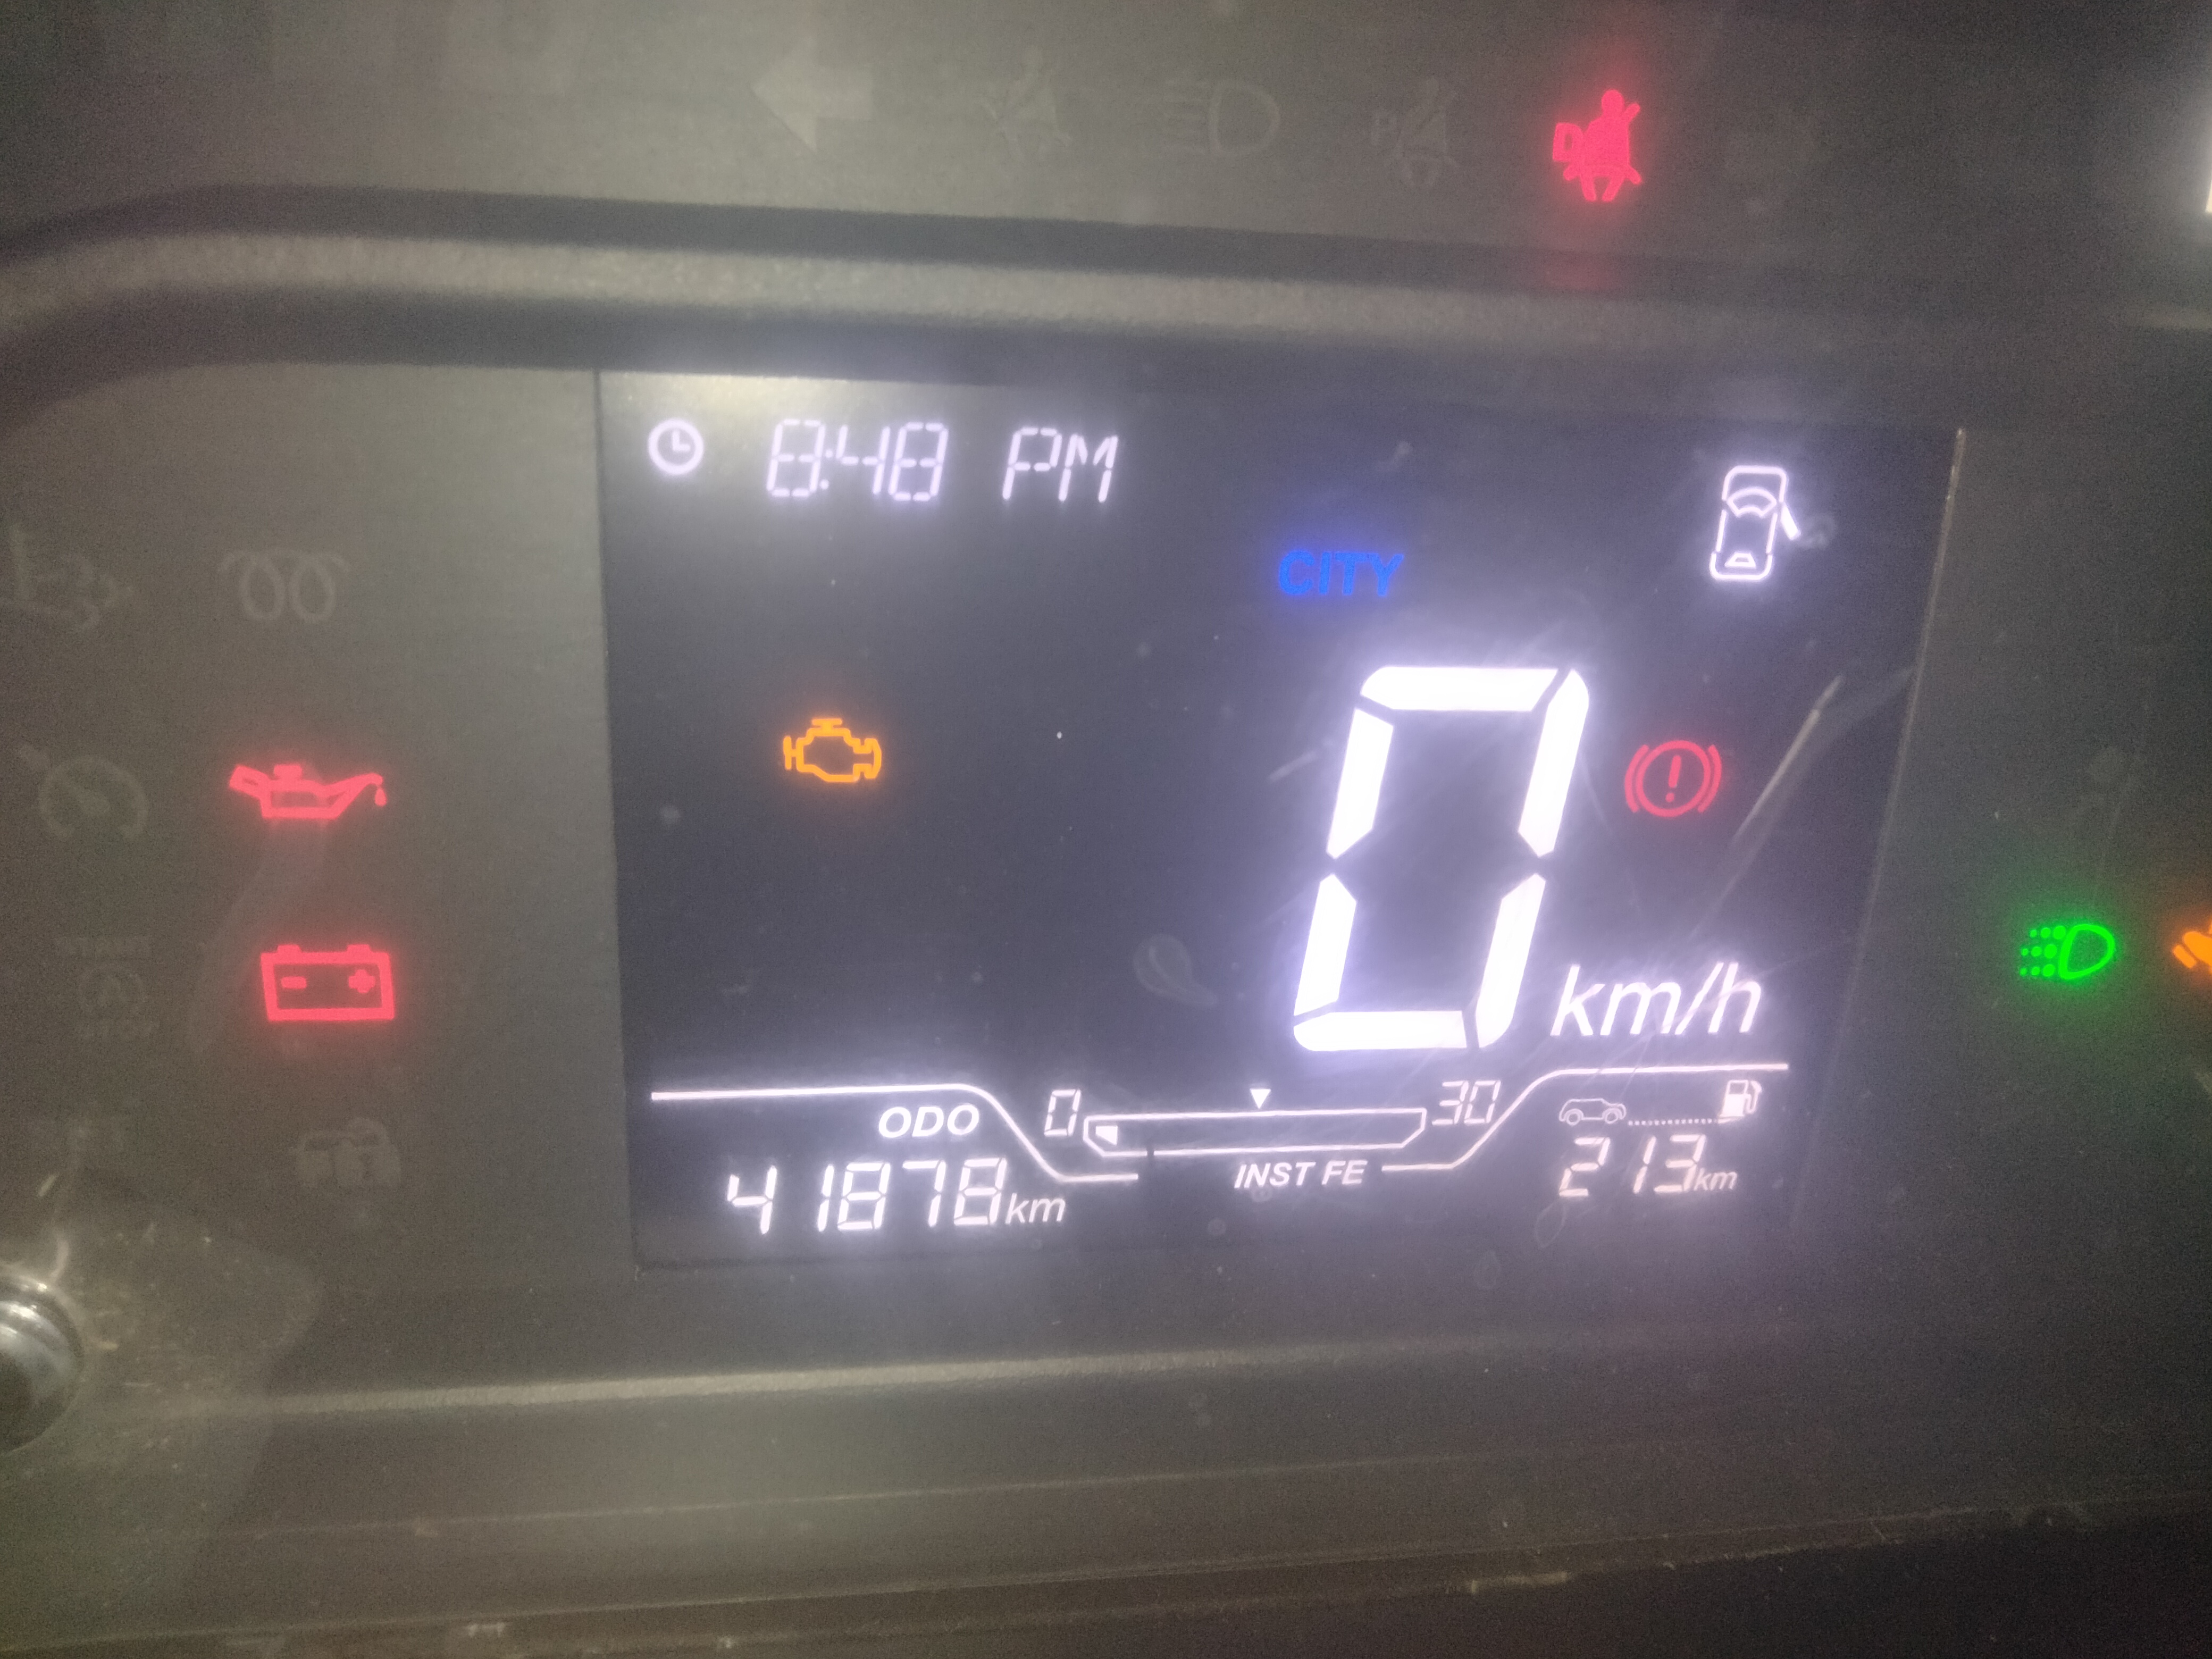 8:48 PM
CITY
0
km/h
ODO
0
30
41878km
INST FE
213km